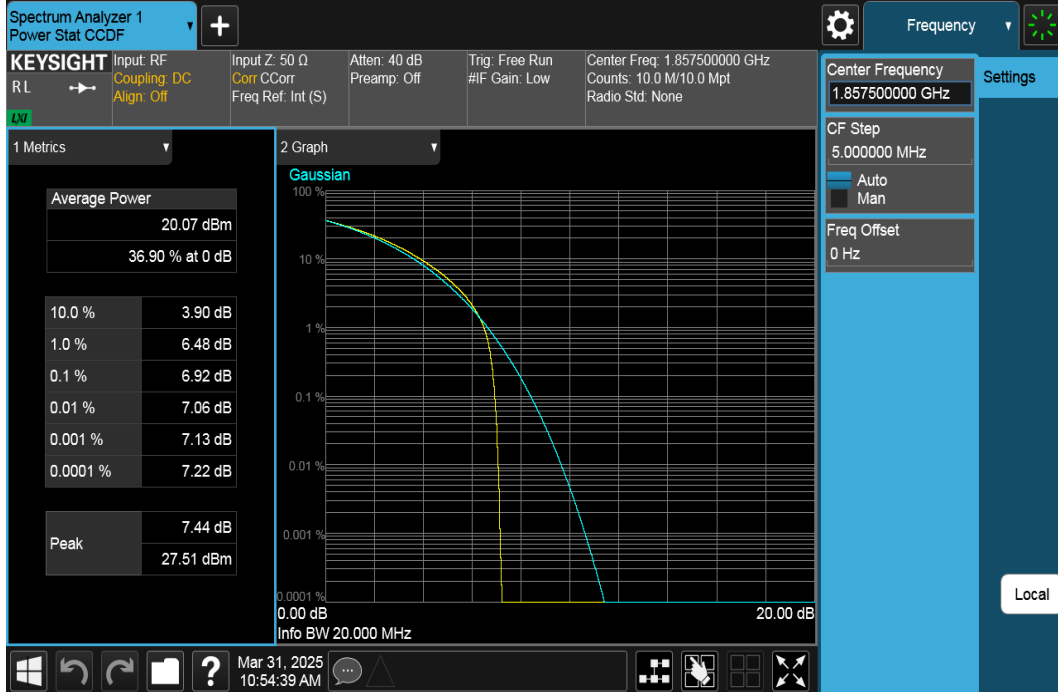 Spectrum Analyzer 1
Power Stat CCDF
+
Frequency
KEYSIGHT
RL
LXI
Input: RF
Coupling: DC
Align: Off
Input Z: 50 Ω
Corr CCorr
Freq Ref: Int (S)
Atten: 40 dB
Preamp: Off
Trig: Free Run
#IF Gain: Low
Center Freq: 1.857500000 GHz
Counts: 10.0 M/10.0 Mpt
Radio Std: None
Center Frequency
1.857500000 GHz
Settings
CF Step
5.000000 MHz
Auto
Man
Freq Offset
0 Hz
Local
1 Metrics
Average Power
20.07 dBm
36.90 % at 0 dB
10.0 % 3.90 dB
1.0 % 6.48 dB
0.1 % 6.92 dB
0.01 % 7.06 dB
0.001 % 7.13 dB
0.0001 % 7.22 dB
Peak
7.44 dB
27.51 dBm
2 Graph
Gaussian
100 %
10 %
1 %
0.1 %
0.01 %
0.001 %
0.0001 %
0.00 dB 20.00 dB
Info BW 20.000 MHz
?
Mar 31, 2025
10:54:39 AM